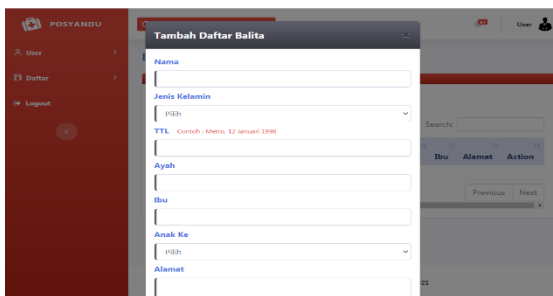 POSYANDU
User
User
Daftar
Logout
Tambah Daftar Balita
×
Nama
Jenis Kelamin
Pilih
TTL Contoh : Metro, 12 Januari 1998
Ayah
Ibu
Anak Ke
Pilih
Alamat
Search:
Ibu Alamat Action
Previous Next
21